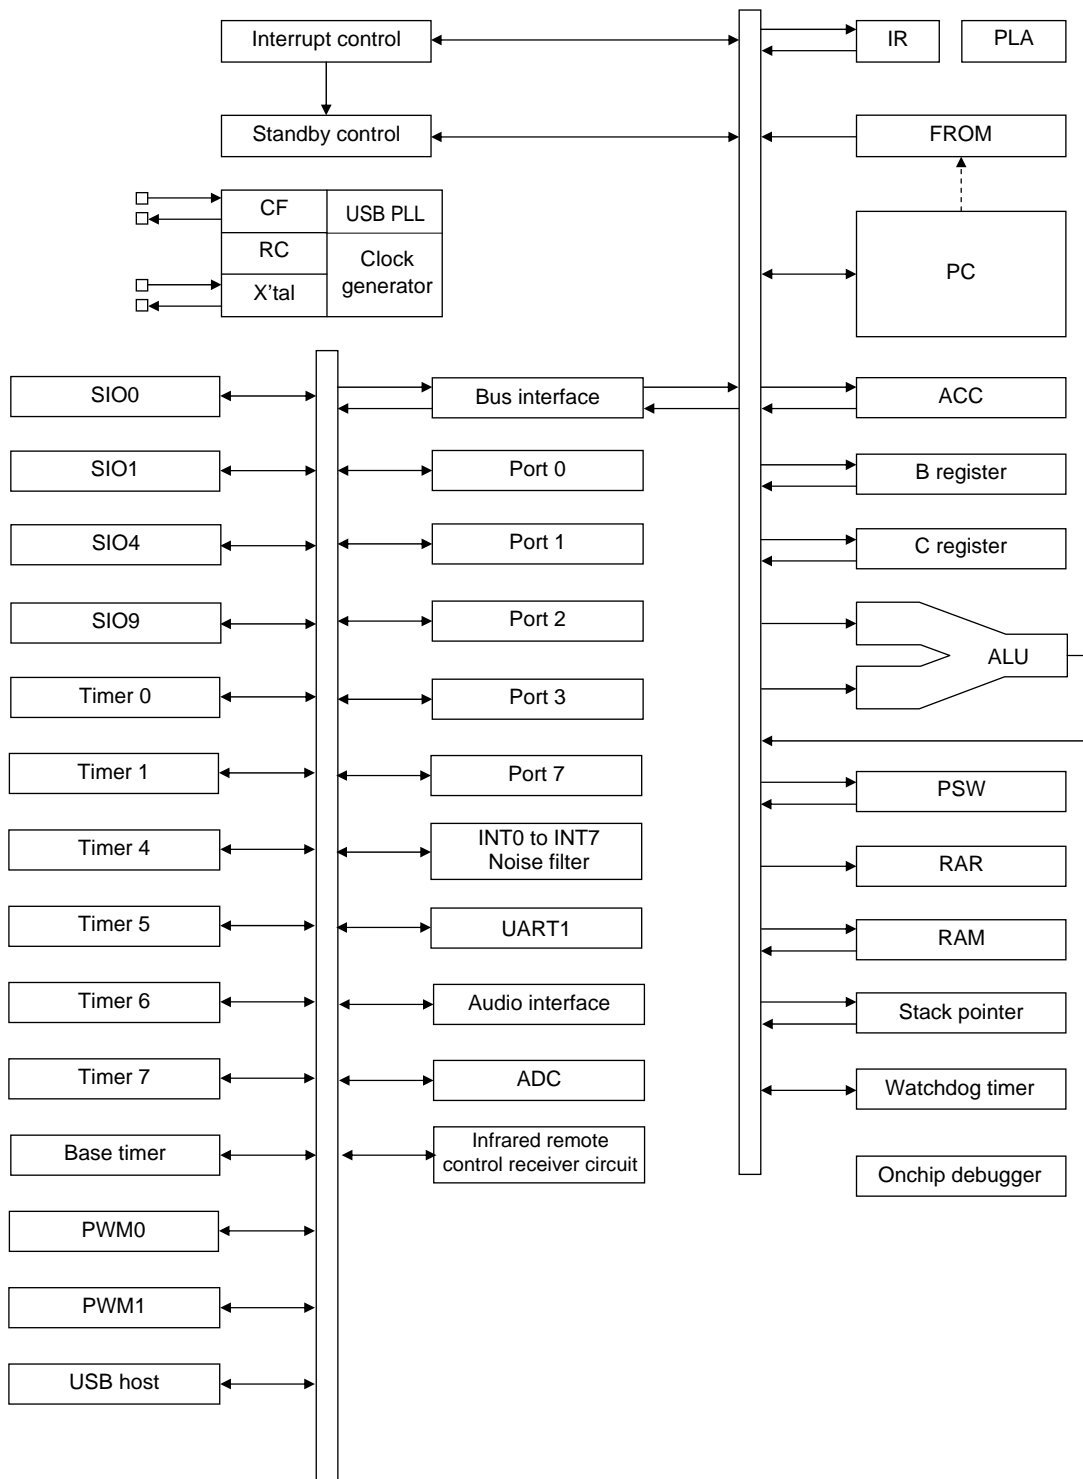 Interrupt control
IR
PLA
Standby control
FROM
CF
USB PLL
RC
Clock
generator
X'tal
PC
SIO0
Bus interface
ACC
SIO1
Port 0
B register
SIO4
Port 1
C register
SIO9
Port 2
ALU
Timer 0
Port 3
Timer 1
Port 7
PSW
Timer 4
INT0 to INT7
Noise filter
RAR
Timer 5
UART1
RAM
Timer 6
Audio interface
Stack pointer
Timer 7
ADC
Watchdog timer
Base timer
Infrared remote
control receiver circuit
Onchip debugger
PWM0
PWM1
USB host